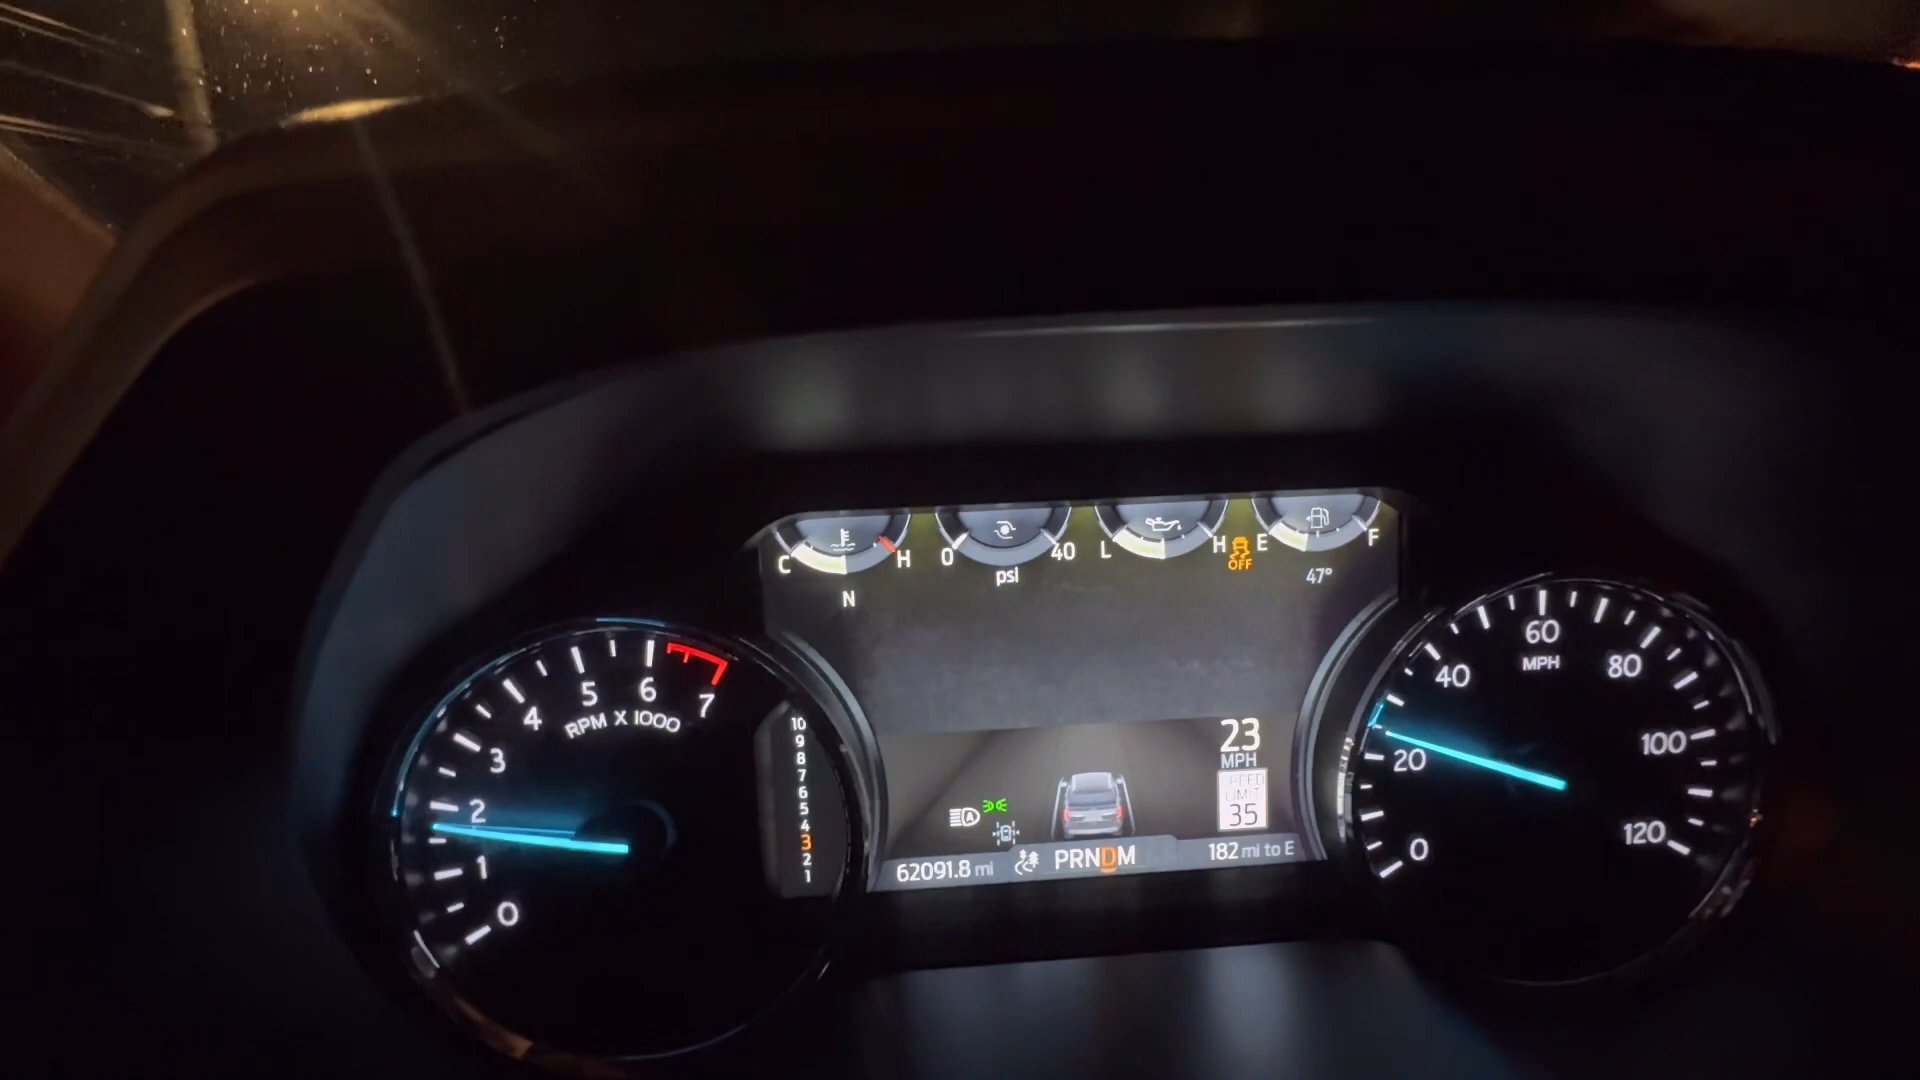 C H
N
0 40
psi
L H
OFF
E F
47°
0 1 2 3 4 5 6 7
RPM X 1000
10
9
8
7
6
5
4
3
2
1
23
MPH
SPEED
LIMIT
35
62091.8 mi
PRNDM
182 mi to E
0 20 40 60 80 100 120
MPH